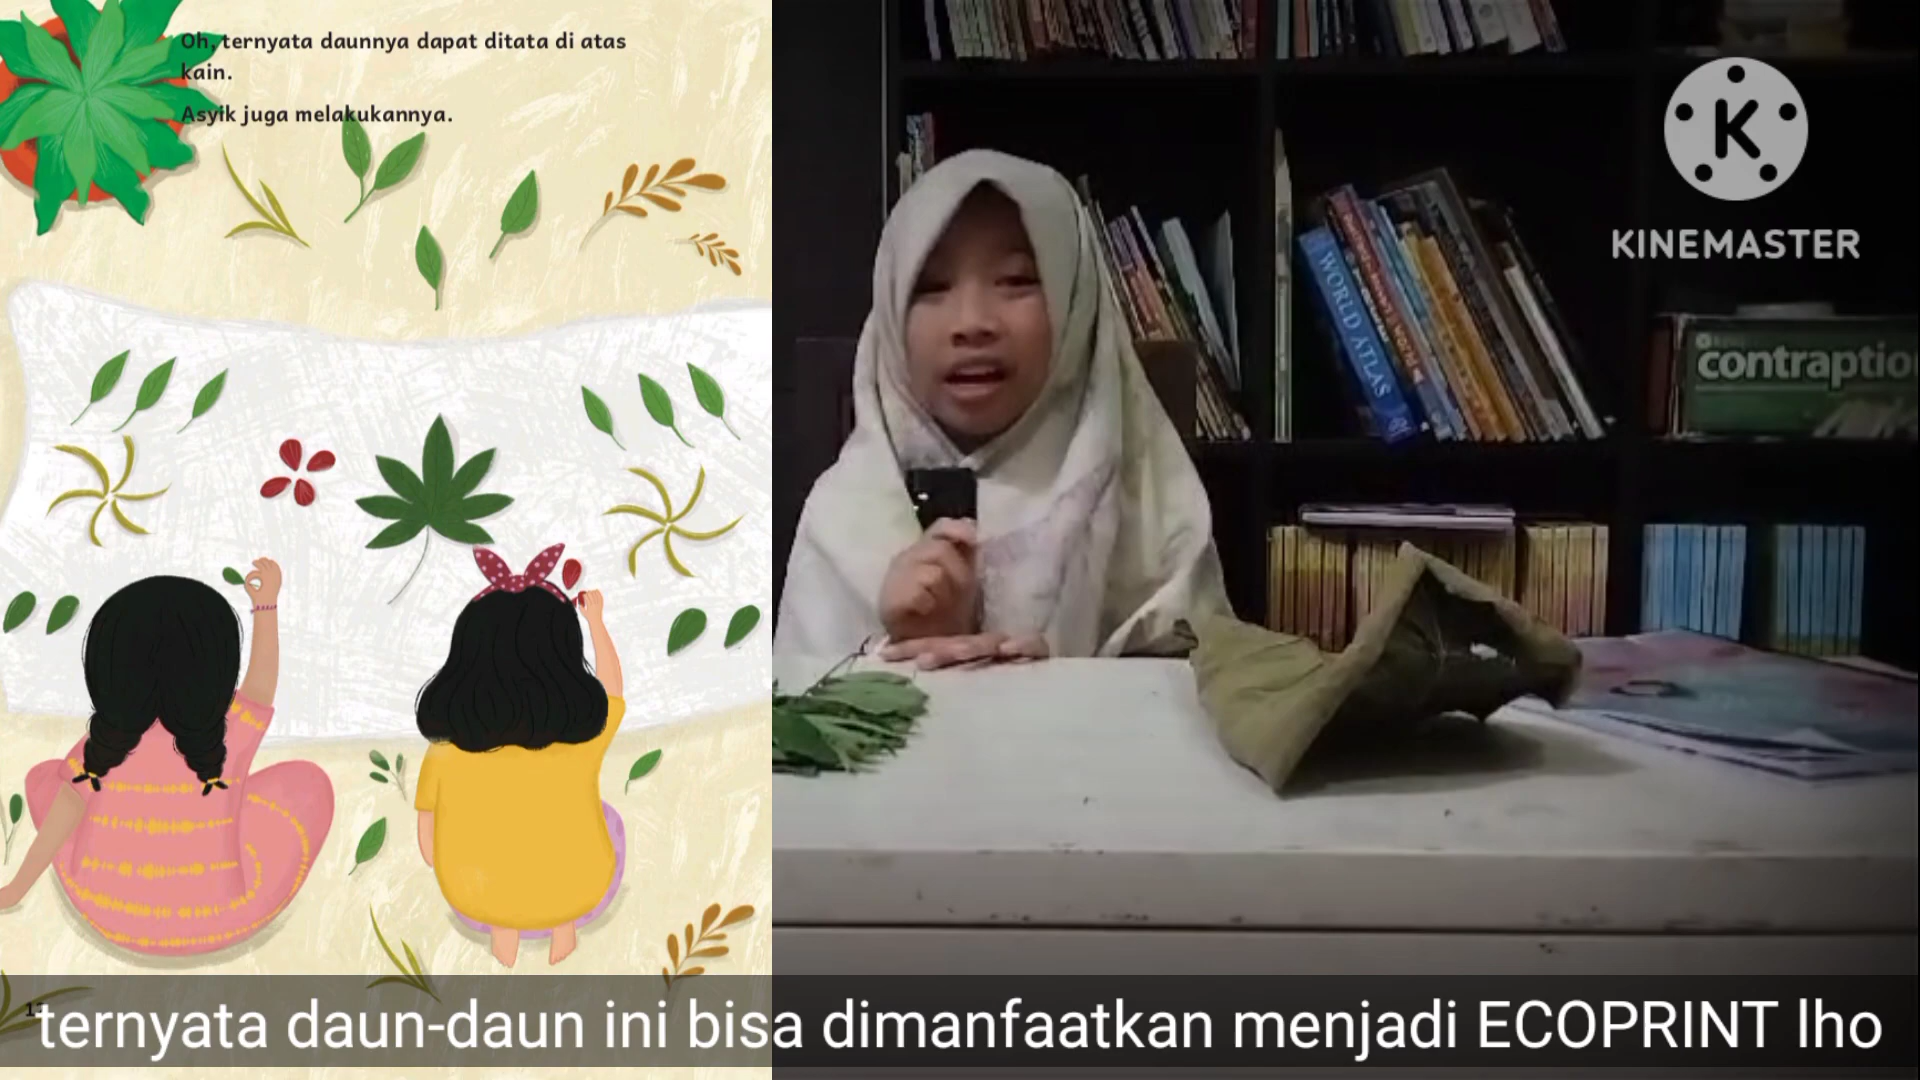 Oh, ternyata daunnya dapat ditata di atas
kain.
Asyik juga melakukannya.
K
KINEMASTER
WORLD ATLAS
contraptio
ternyata daun-daun ini bisa dimanfaatkan menjadi ECOPRINT lho